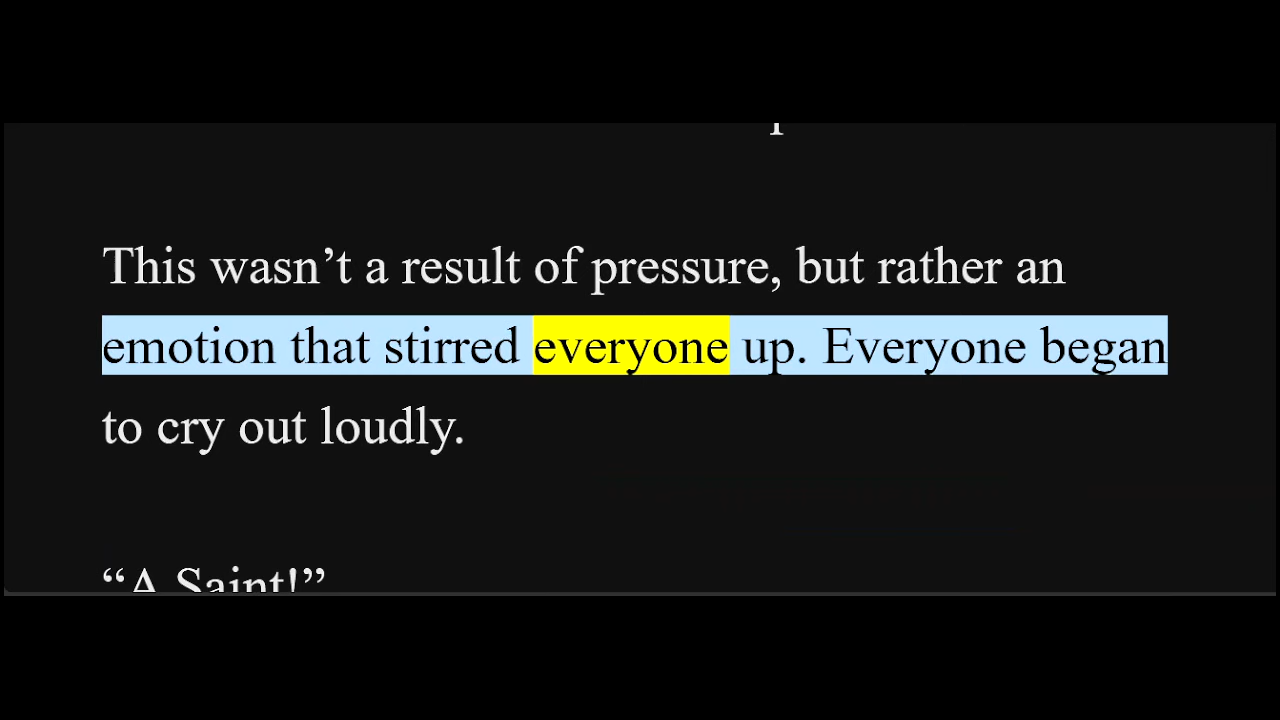 This wasn’t a result of pressure, but rather an
emotion that stirred everyone up. Everyone began
to cry out loudly.
“A Saint!”